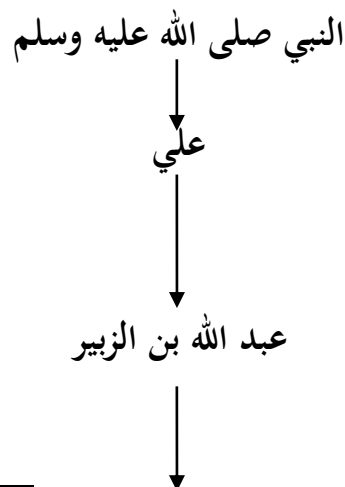 النبي صلى الله عليه وسلم
علي
عبد الله بن الزبير